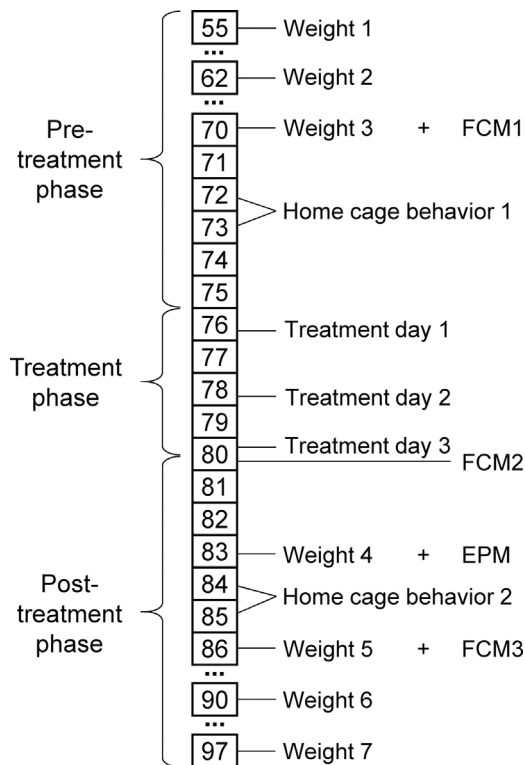 55 Weight 1
...
62 Weight 2
...
70 Weight 3 + FCM1
Pre-
treatment
phase
71
72
Home cage behavior 1
73
74
75
76 Treatment day 1
77
Treatment
phase
78 Treatment day 2
79
80 Treatment day 3
FCM2
81
82
83 Weight 4 + EPM
Post-
treatment
phase
84
Home cage behavior 2
85
86 Weight 5 + FCM3
...
90 Weight 6
...
97 Weight 7